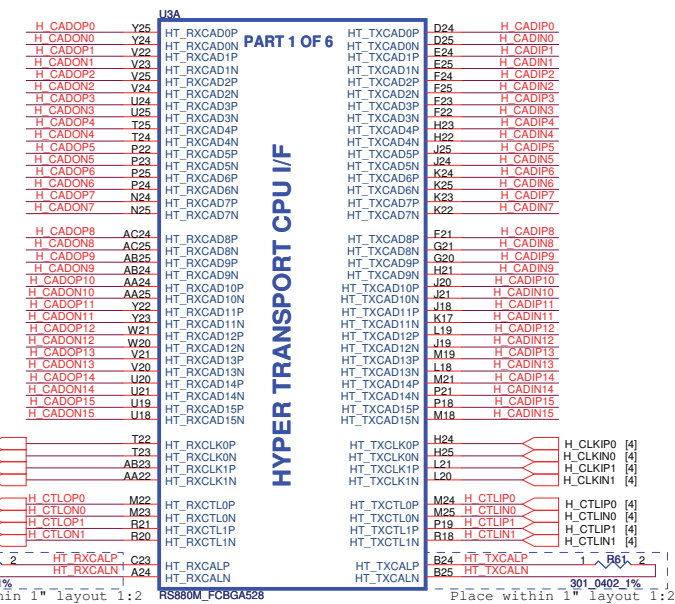 U3A
H_CADOP0 Y25 HT_RXCAD0P PART 1 OF 6 HT_TXCAD0P D24 H_CADIP0
H_CADON0 Y24 HT_RXCAD0N HT_TXCAD0N D25 H_CADIN0
H_CADOP1 V22 HT_RXCAD1P HT_TXCAD1P E24 H_CADIP1
H_CADON1 V23 HT_RXCAD1N HT_TXCAD1N E25 H_CADIN1
H_CADOP2 V25 HT_RXCAD2P HT_TXCAD2P F24 H_CADIP2
H_CADON2 V24 HT_RXCAD2N HT_TXCAD2N F25 H_CADIN2
H_CADOP3 U24 HT_RXCAD3P HT_TXCAD3P F23 H_CADIP3
H_CADON3 U25 HT_RXCAD3N HT_TXCAD3N F22 H_CADIN3
H_CADOP4 T25 HT_RXCAD4P HT_TXCAD4P H23 H_CADIP4
H_CADON4 T24 HT_RXCAD4N HT_TXCAD4N H22 H_CADIN4
H_CADOP5 P22 HT_RXCAD5P HT_TXCAD5P J25 H_CADIP5
H_CADON5 P23 HT_RXCAD5N HT_TXCAD5N J24 H_CADIN5
H_CADOP6 P25 HT_RXCAD6P HT_TXCAD6P K24 H_CADIP6
H_CADON6 P24 HT_RXCAD6N HT_TXCAD6N K25 H_CADIN6
H_CADOP7 N24 HT_RXCAD7P HT_TXCAD7P K23 H_CADIP7
H_CADON7 N25 HT_RXCAD7N HT_TXCAD7N K22 H_CADIN7
HYPER TRANSPORT CPU I/F
H_CADOP8 AC24 HT_RXCAD8P HT_TXCAD8P F21 H_CADIP8
H_CADON8 AC25 HT_RXCAD8N HT_TXCAD8N G21 H_CADIN8
H_CADOP9 AB25 HT_RXCAD9P HT_TXCAD9P G20 H_CADIP9
H_CADON9 AB24 HT_RXCAD9N HT_TXCAD9N H21 H_CADIN9
H_CADOP10 AA24 HT_RXCAD10P HT_TXCAD10P J20 H_CADIP10
H_CADON10 AA25 HT_RXCAD10N HT_TXCAD10N J21 H_CADIN10
H_CADOP11 Y22 HT_RXCAD11P HT_TXCAD11P J18 H_CADIP11
H_CADON11 Y23 HT_RXCAD11N HT_TXCAD11N K17 H_CADIN11
H_CADOP12 W21 HT_RXCAD12P HT_TXCAD12P L19 H_CADIP12
H_CADON12 W20 HT_RXCAD12N HT_TXCAD12N J19 H_CADIN12
H_CADOP13 V21 HT_RXCAD13P HT_TXCAD13P M19 H_CADIP13
H_CADON13 V20 HT_RXCAD13N HT_TXCAD13N L18 H_CADIN13
H_CADOP14 U20 HT_RXCAD14P HT_TXCAD14P M21 H_CADIP14
H_CADON14 U21 HT_RXCAD14N HT_TXCAD14N P21 H_CADIN14
H_CADOP15 U19 HT_RXCAD15P HT_TXCAD15P P18 H_CADIP15
H_CADON15 U18 HT_RXCAD15N HT_TXCAD15N M18 H_CADIN15
T22 HT_RXCLK0P HT_TXCLK0P H24 H_CLKIP0 [4]
T23 HT_RXCLK0N HT_TXCLK0N H25 H_CLKIN0 [4]
AB23 HT_RXCLK1P HT_TXCLK1P L21 H_CLKIP1 [4]
AA22 HT_RXCLK1N HT_TXCLK1N L20 H_CLKIN1 [4]
H_CTLOP0 M22 HT_RXCTL0P HT_TXCTL0P M24 H_CTLIP0 H_CTLIP0 [4]
H_CTLON0 M23 HT_RXCTL0N HT_TXCTL0N M25 H_CTLIN0 H_CTLIN0 [4]
H_CTLOP1 R21 HT_RXCTL1P HT_TXCTL1P P19 H_CTLIP1 H_CTLIP1 [4]
H_CTLON1 R20 HT_RXCTL1N HT_TXCTL1N R18 H_CTLIN1 H_CTLIN1 [4]
2 HT_RXCALP C23 HT_RXCALP HT_TXCALP B24 HT_TXCALP 1 R61 2
HT_RXCALN A24 HT_RXCALN HT_TXCALN B25 HT_TXCALN
1% 301_0402_1%
hin 1" layout 1:2 RS880M_FCBGA528 Place within 1" layout 1:2